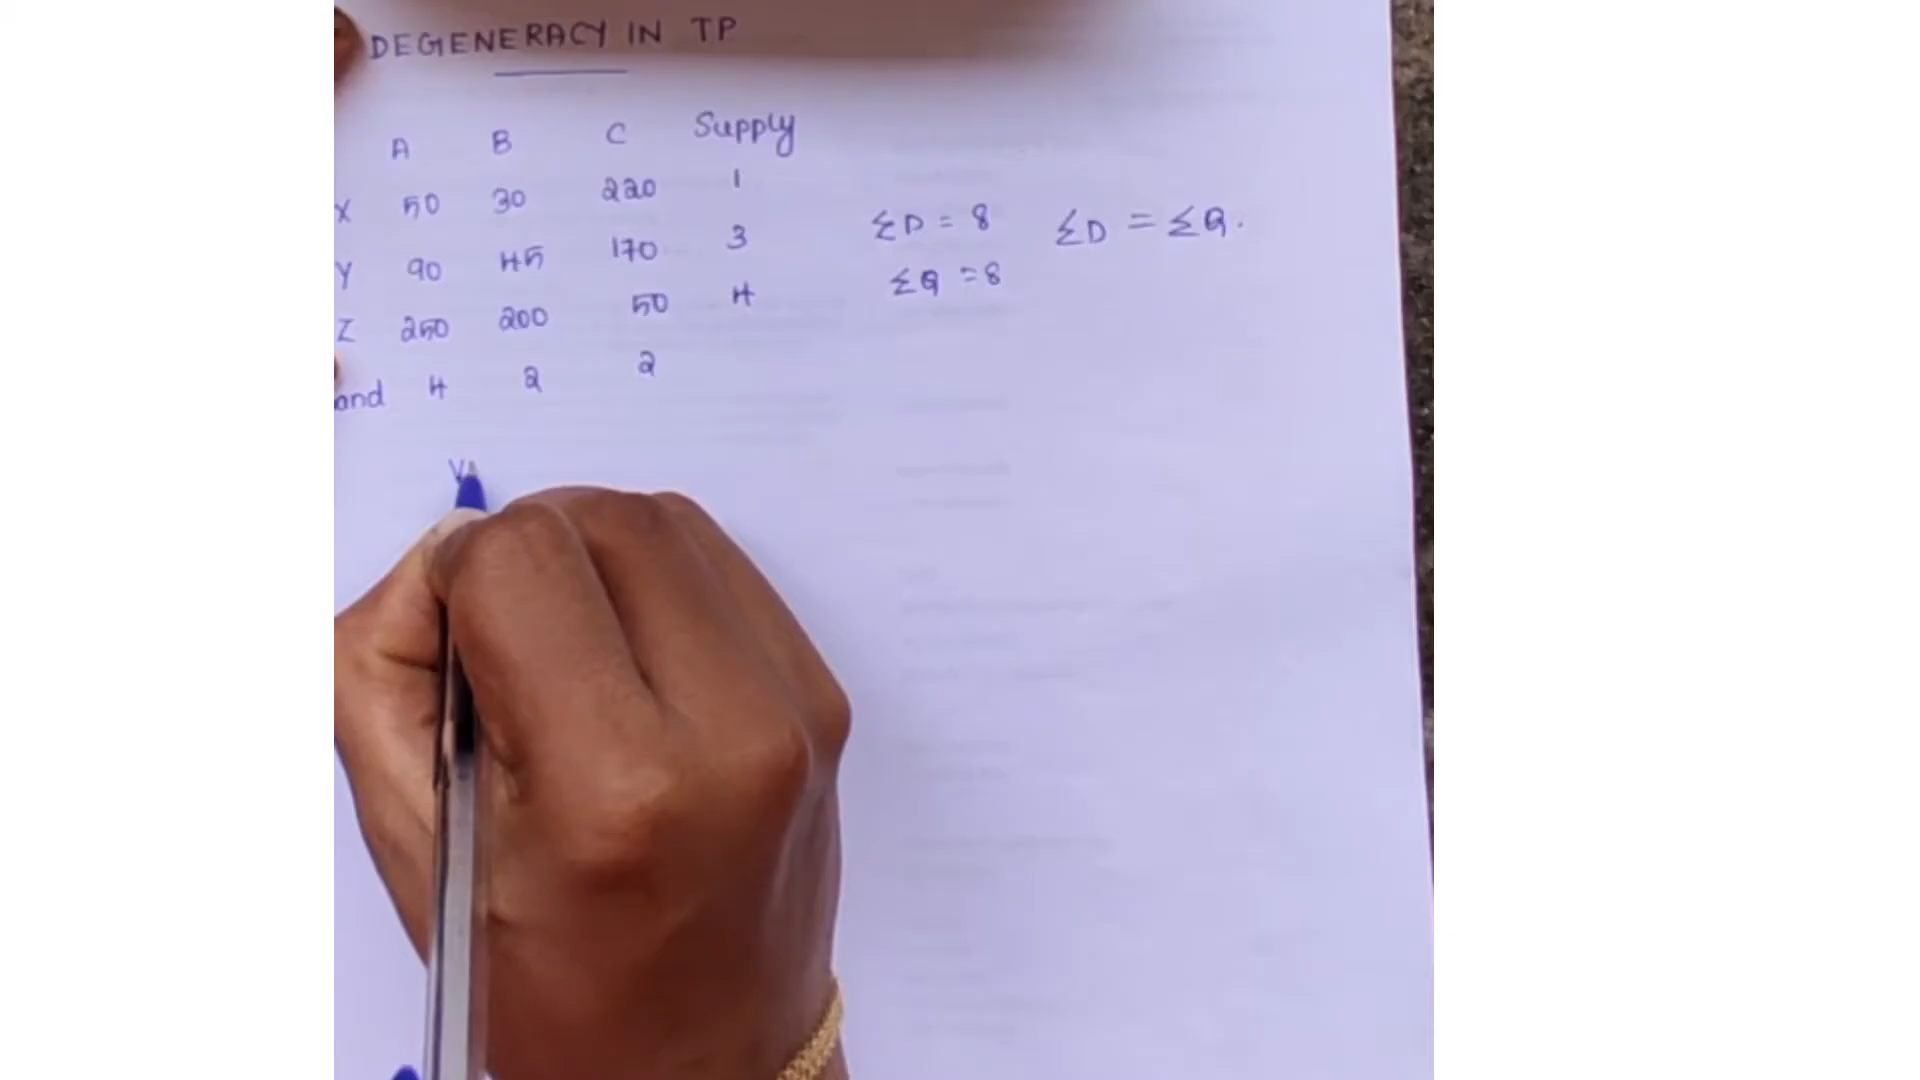 DEGENERACY IN TP
A B C Supply
X 50 30 220 1
Y 90 45 170 3
Z 250 200 50 4
and 4 2 2
ΣD = 8 ΣD = ΣQ.
ΣQ = 8
V